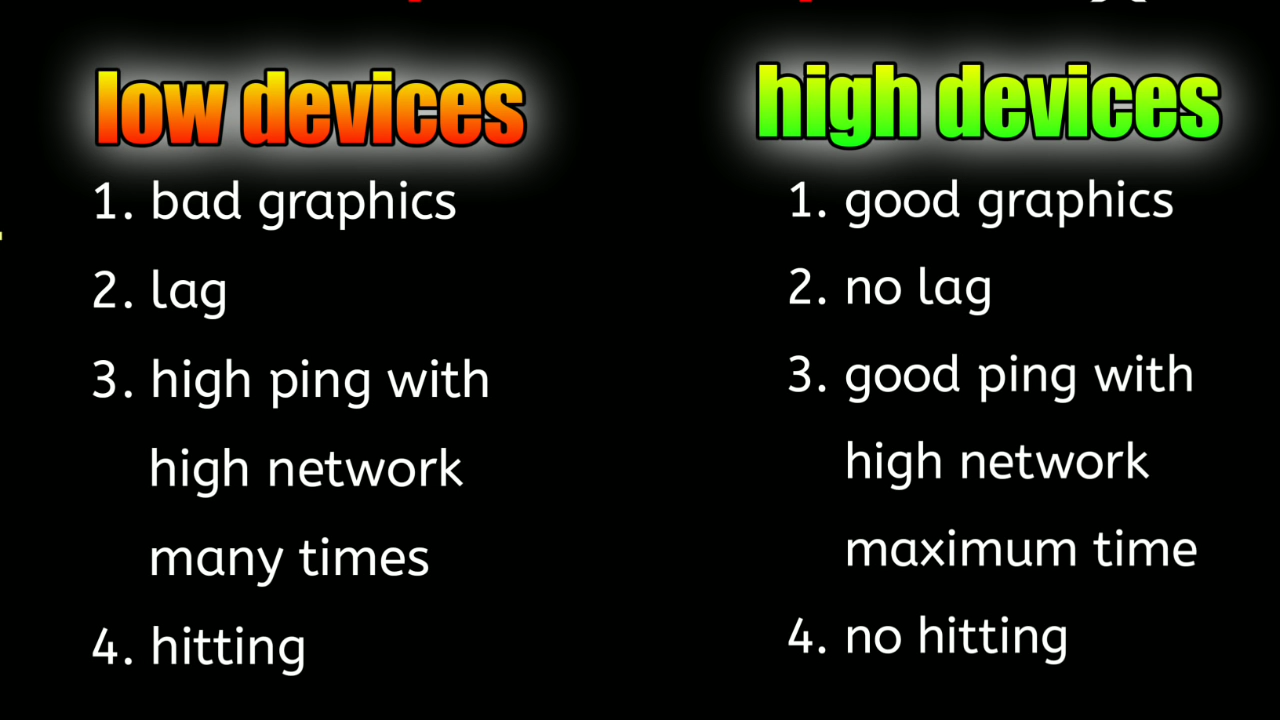 low devices
1. bad graphics
2. lag
3. high ping with
high network
many times
4. hitting
high devices
1. good graphics
2. no lag
3. good ping with
high network
maximum time
4. no hitting